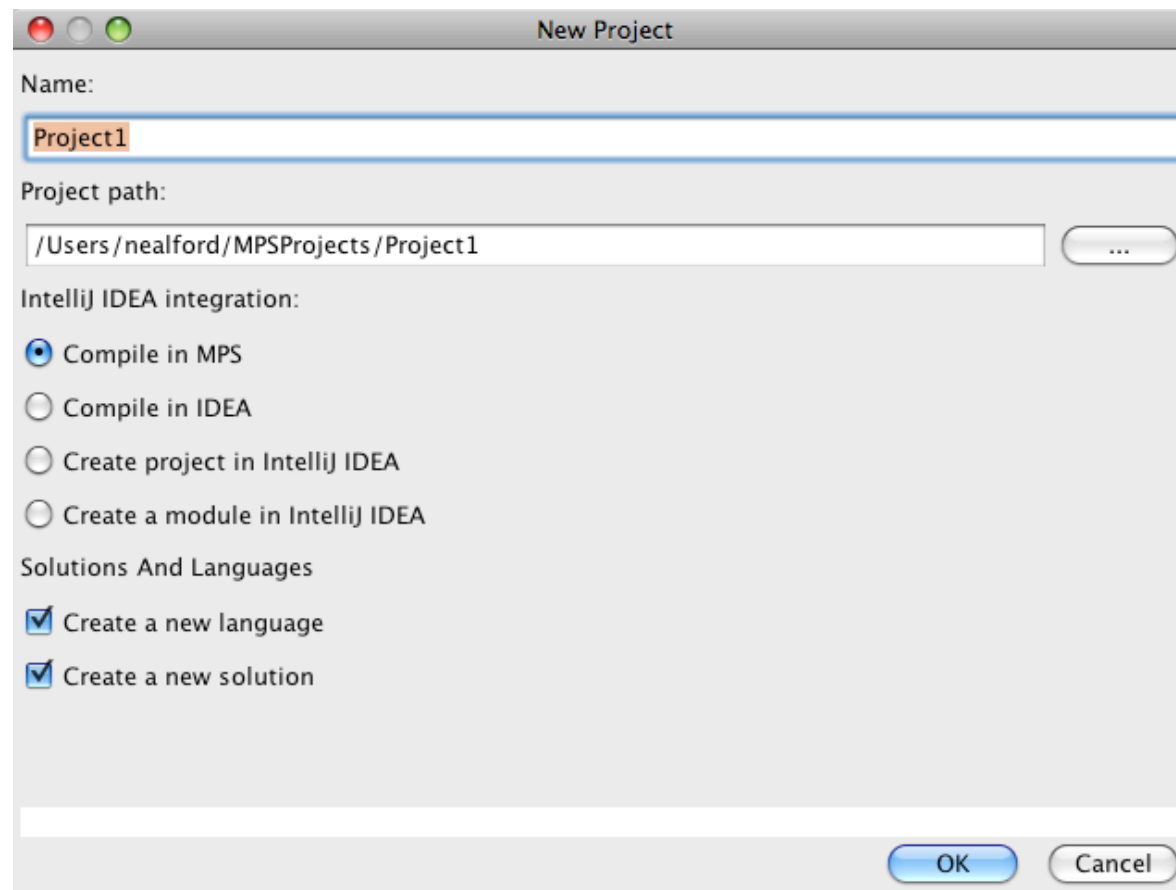 New Project
Name:
Project1
Project path:
/Users/nealford/MPSProjects/Project1
...
IntelliJ IDEA integration:
Compile in MPS
Compile in IDEA
Create project in IntelliJ IDEA
Create a module in IntelliJ IDEA
Solutions And Languages
Create a new language
Create a new solution
OK
Cancel